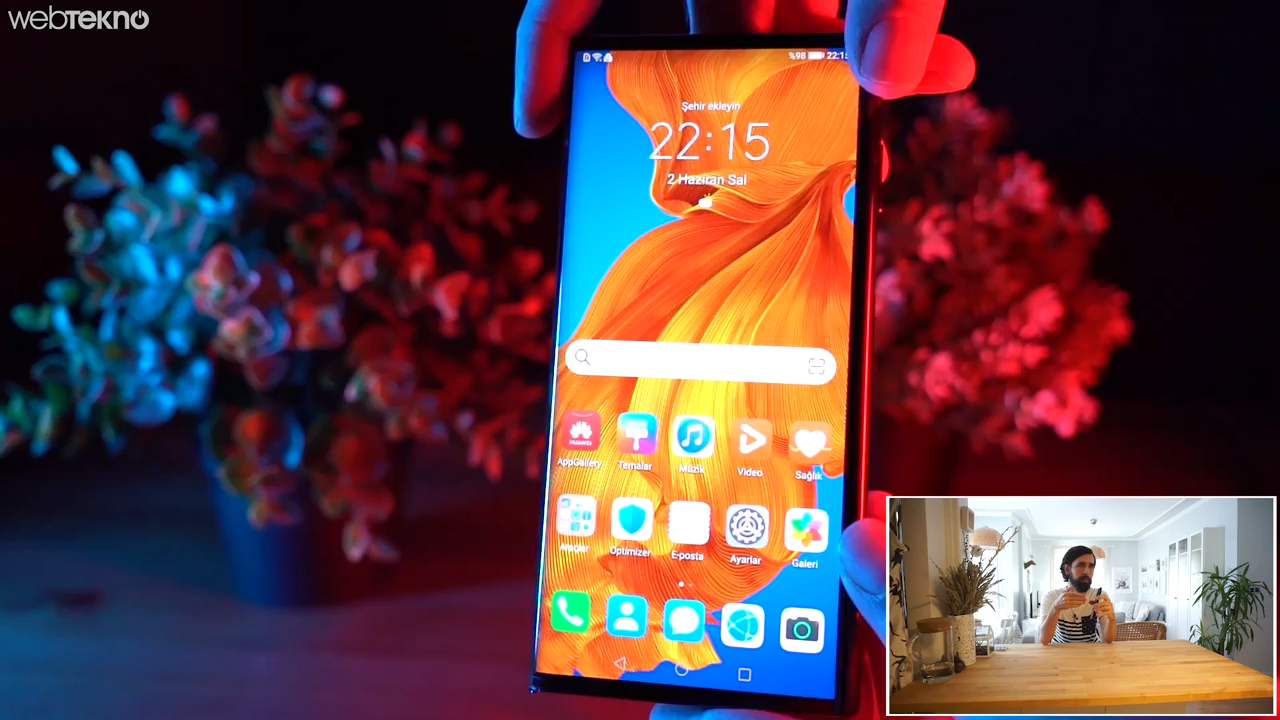 webTEKNO
%98 22:15
Şehir ekleyin
22:15
2 Haziran Sal
HUAWEI
AppGallery Temalar Müzik Video Sağlık
Araçlar Optimizer E-posta Ayarlar Galeri